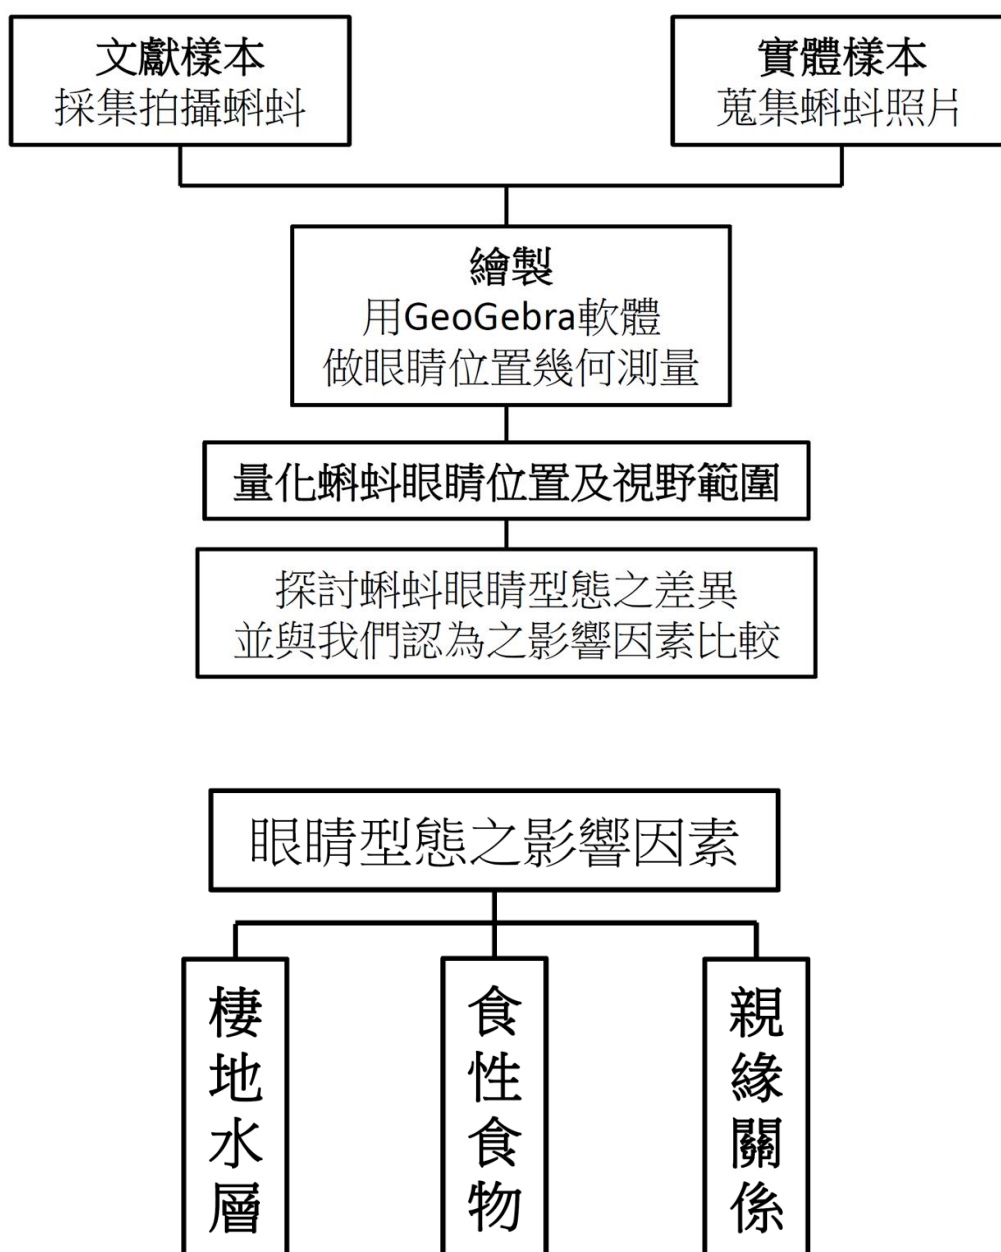 文獻樣本
採集拍攝蝌蚪
實體樣本
蒐集蝌蚪照片
繪製
用GeoGebra軟體
做眼睛位置幾何測量
量化蝌蚪眼睛位置及視野範圍
探討蝌蚪眼睛型態之差異
並與我們認為之影響因素比較
眼睛型態之影響因素
棲地水層
食性食物
親緣關係